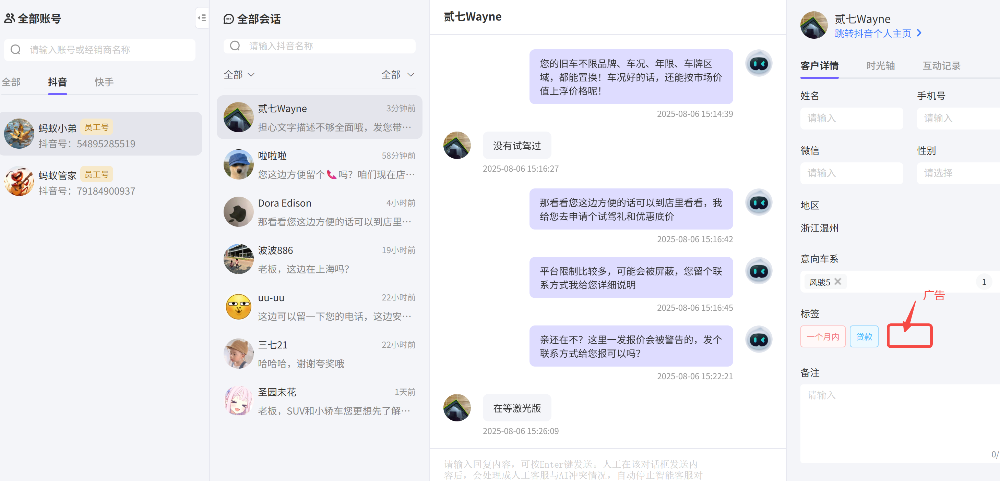 全部账号
请输入账号或经销商名称
全部
抖音
快手
蚂蚁小弟 员工号
抖音号：54895285519
蚂蚁管家 员工号
抖音号：79184900937
全部会话
请输入抖音名称
全部
全部
贰七Wayne 3分钟前
担心文字描述不够全面哦，发您带…
啦啦啦 58分钟前
您这边方便留个📞吗？咱们现在店…
Dora Edison 4小时前
那看看您这边方便的话可以到店里…
波波886 19小时前
老板，这边在上海吗？
uu-uu 22小时前
这边可以留一下您的电话，这边安…
三七21 22小时前
哈哈哈，谢谢夸奖哦
圣园未花 1天前
老板，SUV和小轿车您更想先了解…
贰七Wayne
您的旧车不限品牌、车况、年限、车牌区
域，都能置换！车况好的话，还能按市场价
值上浮价格呢！
2025-08-06 15:14:39
没有试驾过
2025-08-06 15:16:27
那看看您这边方便的话可以到店里看看，我
给您去申请个试驾礼和优惠底价
2025-08-06 15:16:42
平台限制比较多，可能会被屏蔽，您留个联
系方式我给您详细说明
2025-08-06 15:16:45
亲还在不？这里一发报价会被警告的，发个
联系方式给您报可以吗？
2025-08-06 15:22:21
在等激光版
2025-08-06 15:26:09
请输入回复内容，可按Enter键发送。人工在该对话框发送内
容后，会处理成人工客服与AI冲突情况，自动停止智能客服对
贰七Wayne
跳转抖音个人主页
客户详情
时光轴
互动记录
姓名
手机号
请输入
请输入
微信
性别
请输入
请选择
地区
浙江温州
意向车系
风骏5
1
广告
标签
一个月内
贷款
备注
请输入
0/